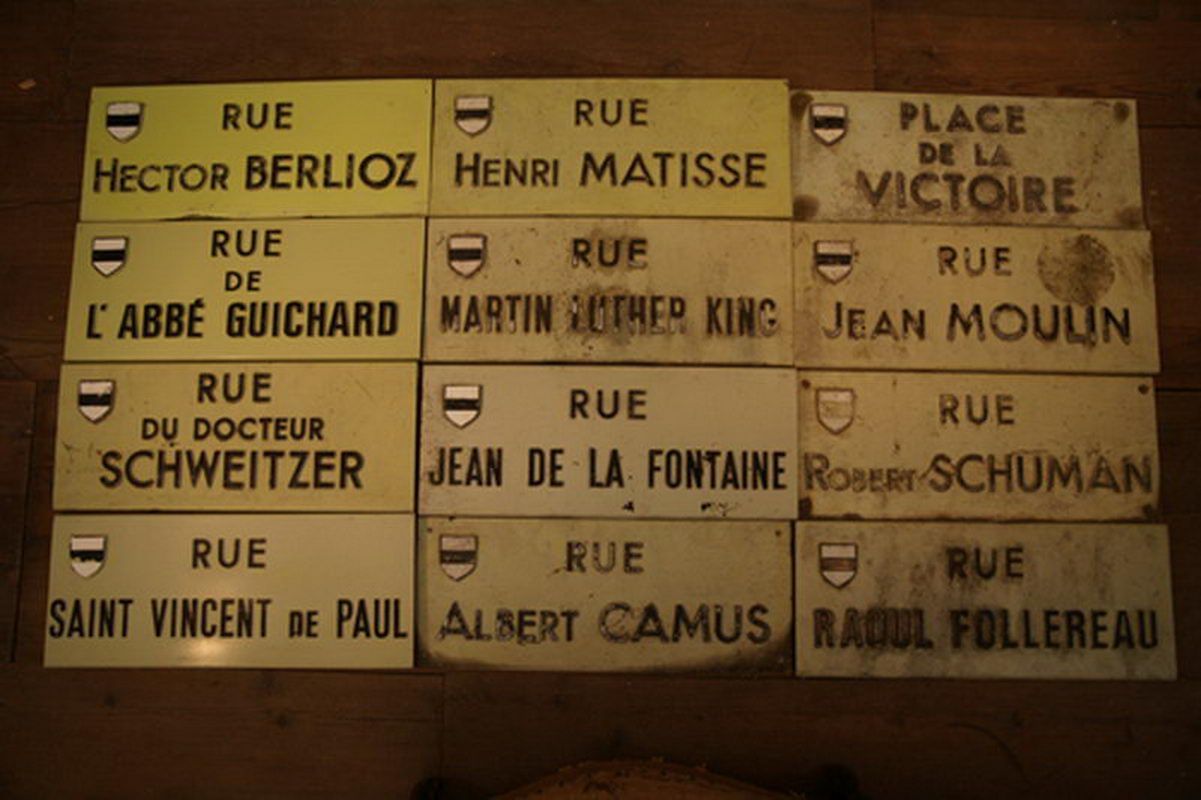 RUE
HECTOR BERLIOZ
RUE
HENRI MATISSE
PLACE
DE LA
VICTOIRE
RUE
DE
L'ABBÉ GUICHARD
RUE
MARTIN LUTHER KING
RUE
JEAN MOULIN
RUE
DU DOCTEUR
SCHWEITZER
RUE
JEAN DE LA FONTAINE
RUE
ROBERT SCHUMAN
RUE
SAINT VINCENT DE PAUL
RUE
ALBERT CAMUS
RUE
RAOUL FOLLEREAU